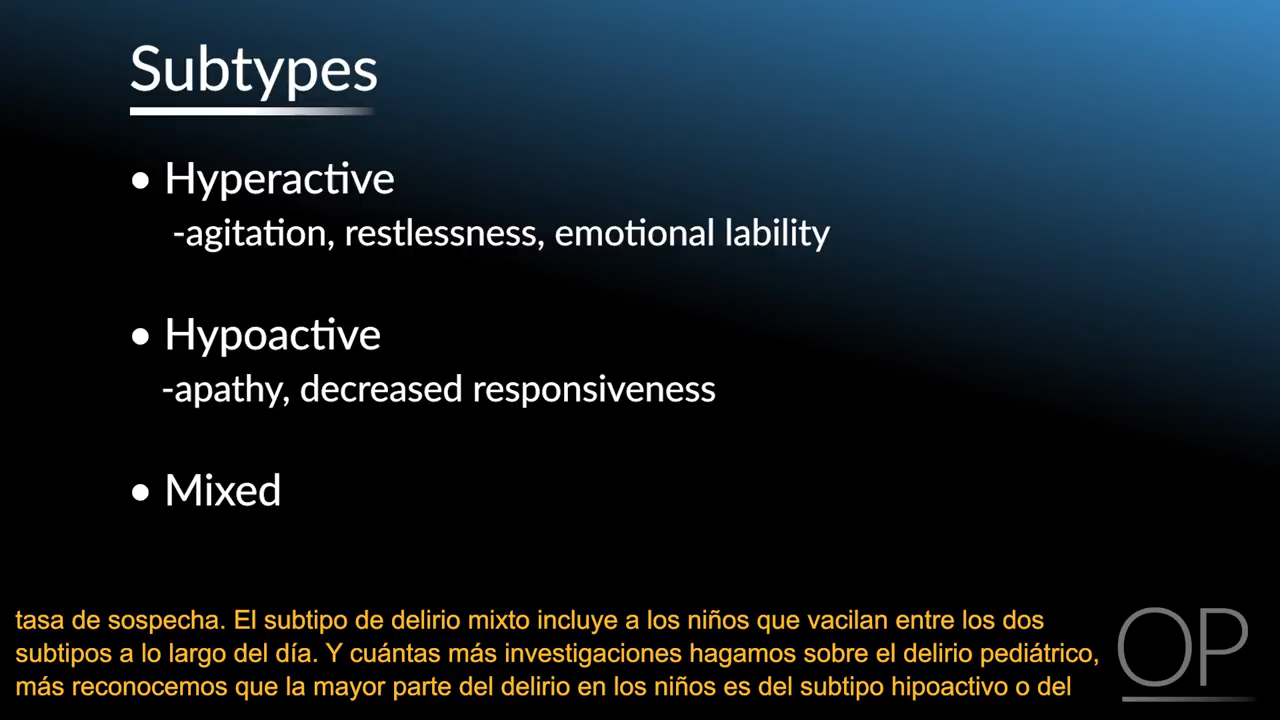 Subtypes
• Hyperactive
-agitation, restlessness, emotional lability
• Hypoactive
-apathy, decreased responsiveness
• Mixed
tasa de sospecha. El subtipo de delirio mixto incluye a los niños que vacilan entre los dos
subtipos a lo largo del día. Y cuántas más investigaciones hagamos sobre el delirio pediátrico,
más reconocemos que la mayor parte del delirio en los niños es del subtipo hipoactivo o del
OP